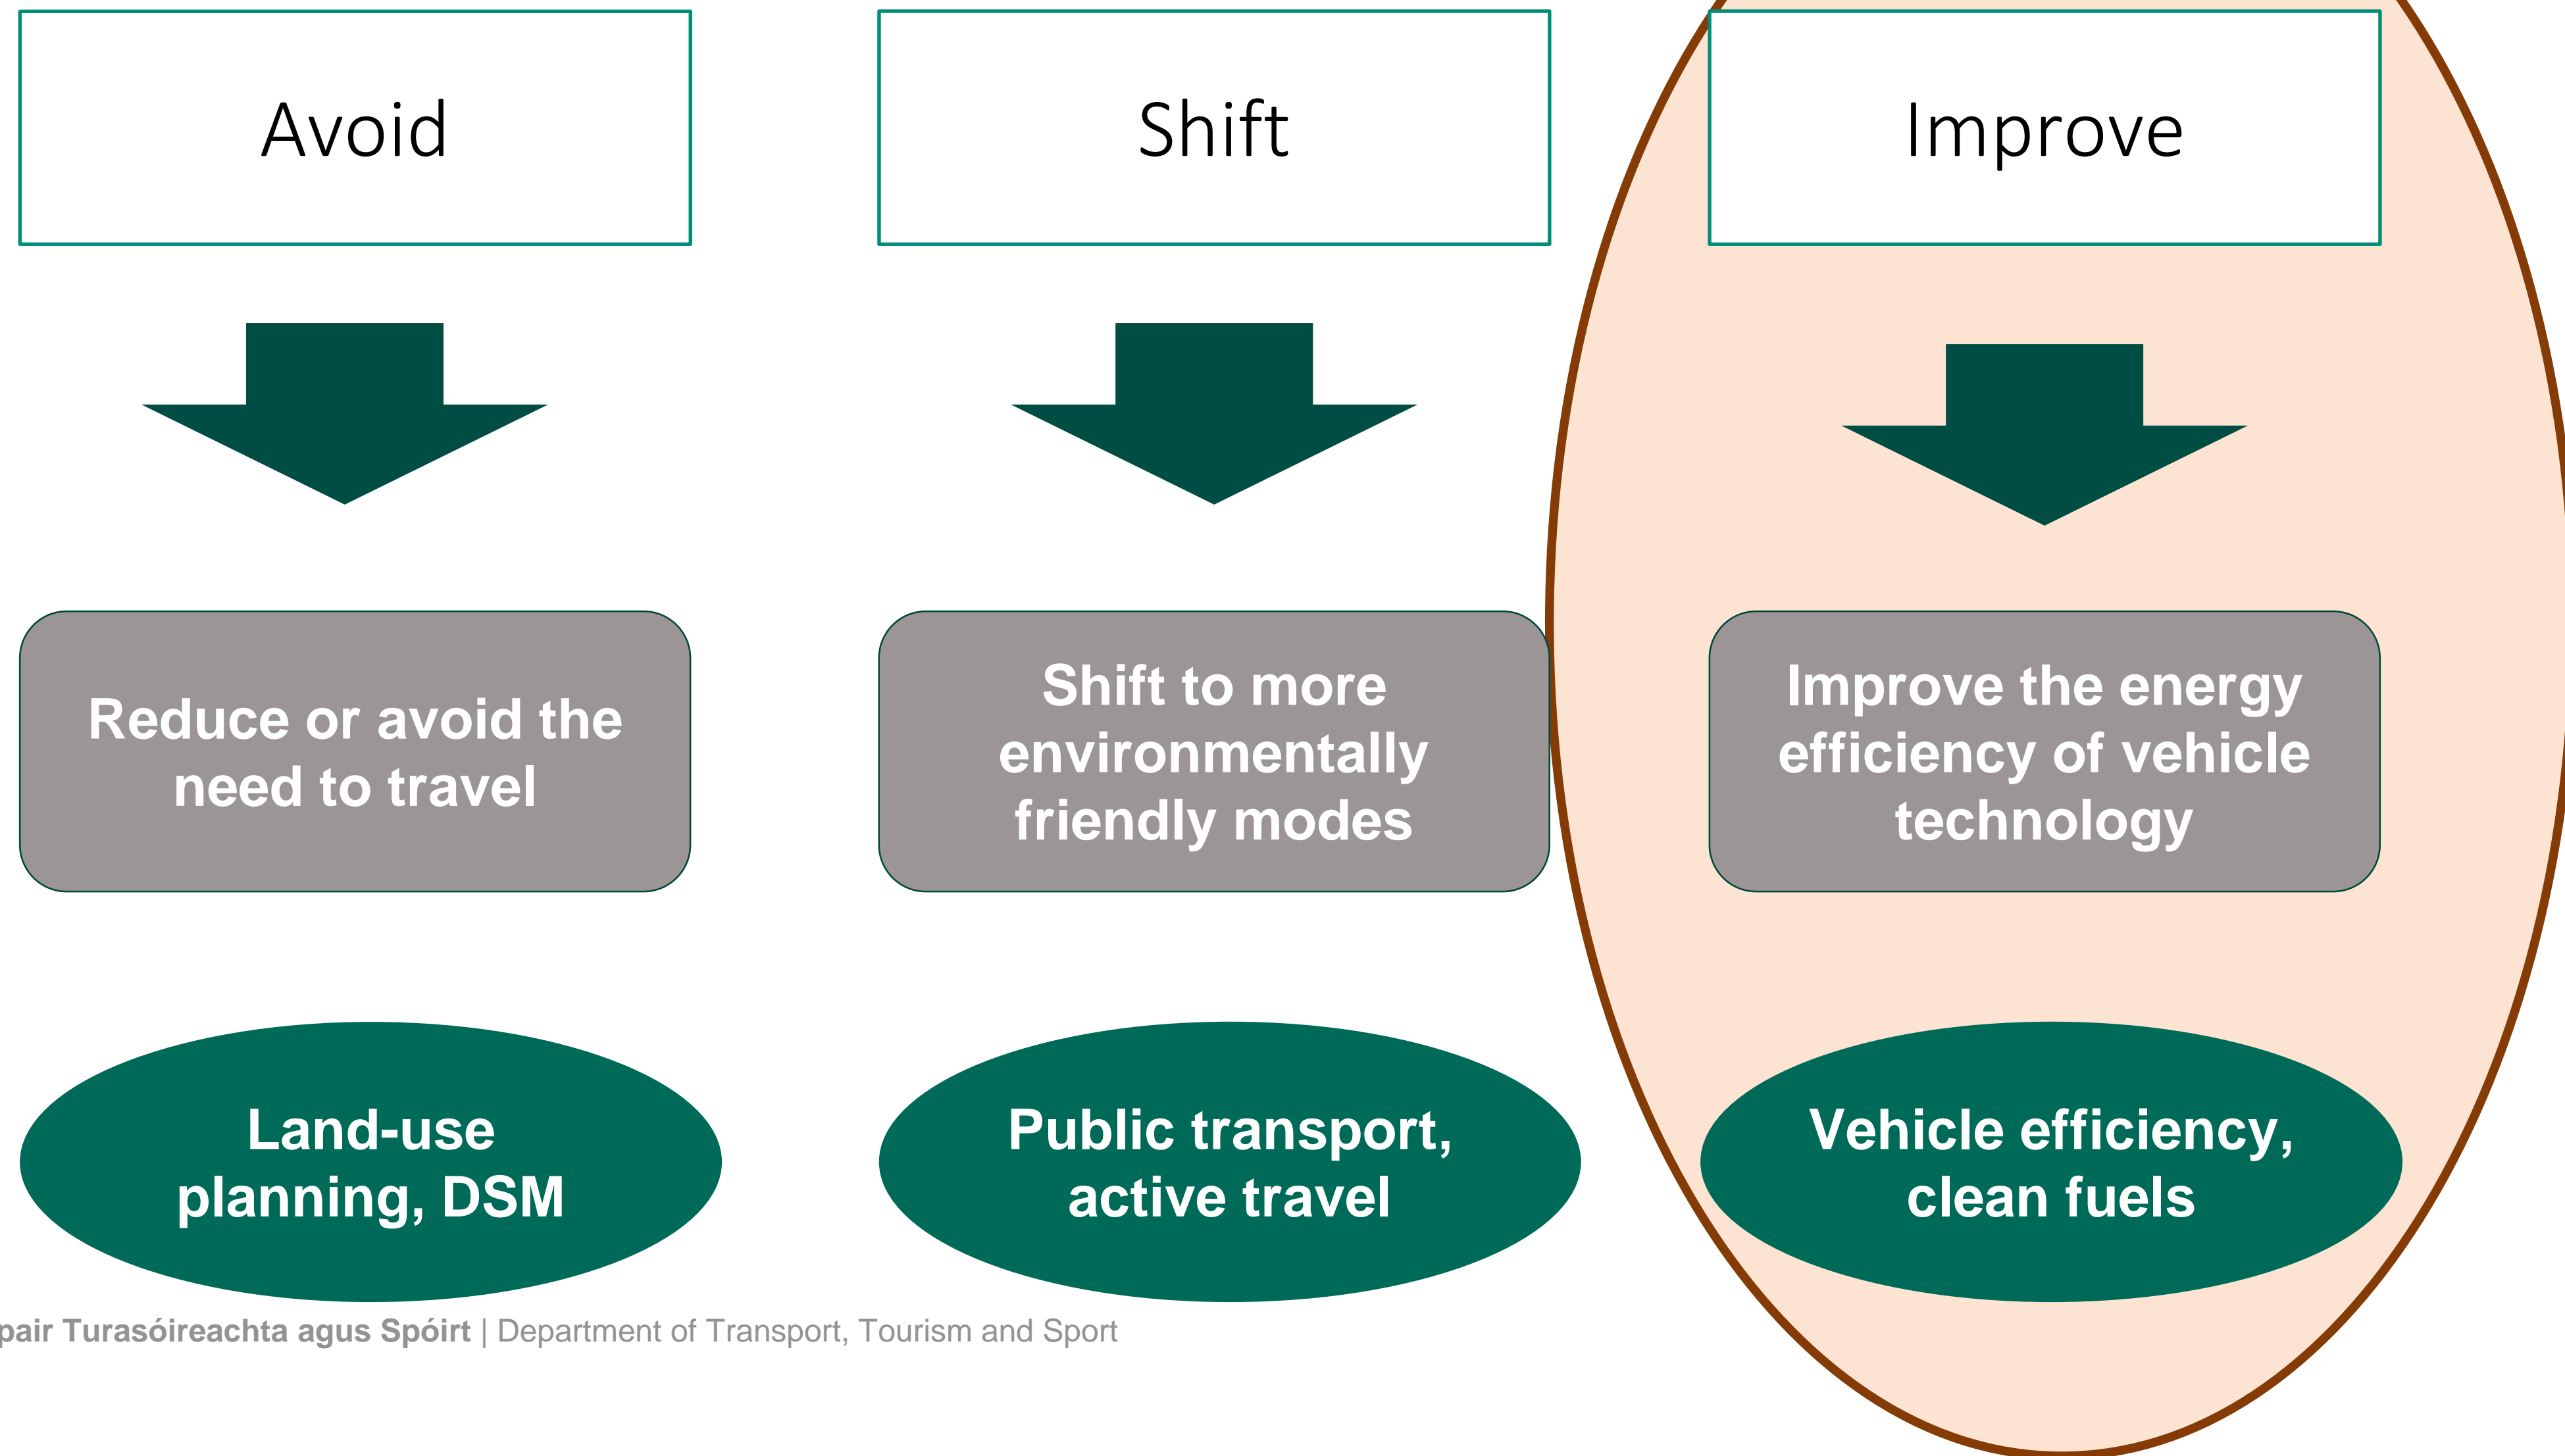 Avoid
Shift
Improve
Reduce or avoid the
need to travel
Shift to more
environmentally
friendly modes
Improve the energy
efficiency of vehicle
technology
Land-use
planning, DSM
Public transport,
active travel
Vehicle efficiency,
clean fuels
pair Turasóireachta agus Spóirt | Department of Transport, Tourism and Sport